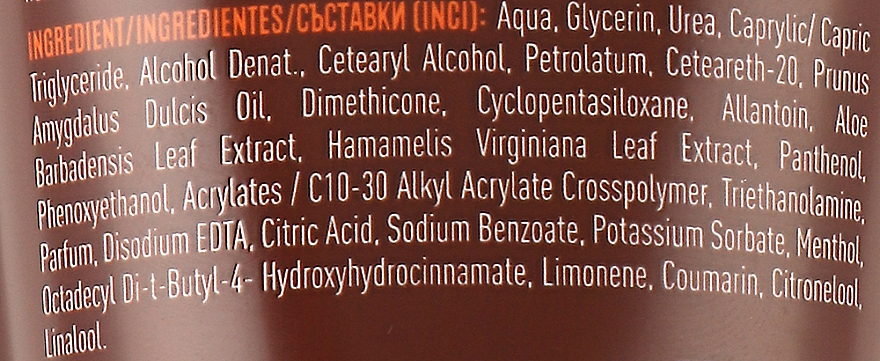 INGREDIENT/INGREDIENTES/СЪСТАВКИ (INCI): Aqua, Glycerin, Urea, Caprylic/ Capric
Triglyceride, Alcohol Denat., Cetearyl Alcohol, Petrolatum, Ceteareth-20, Prunus
Amygdalus Dulcis Oil, Dimethicone, Cyclopentasiloxane, Allantoin, Aloe
Barbadensis Leaf Extract, Hamamelis Virginiana Leaf Extract, Panthenol,
Phenoxyethanol, Acrylates / C10-30 Alkyl Acrylate Crosspolymer, Triethanolamine,
Parfum, Disodium EDTA, Citric Acid, Sodium Benzoate, Potassium Sorbate, Menthol,
Octadecyl Di-t-Butyl-4- Hydroxyhydrocinnamate, Limonene, Coumarin, Citronelool,
Linalool.